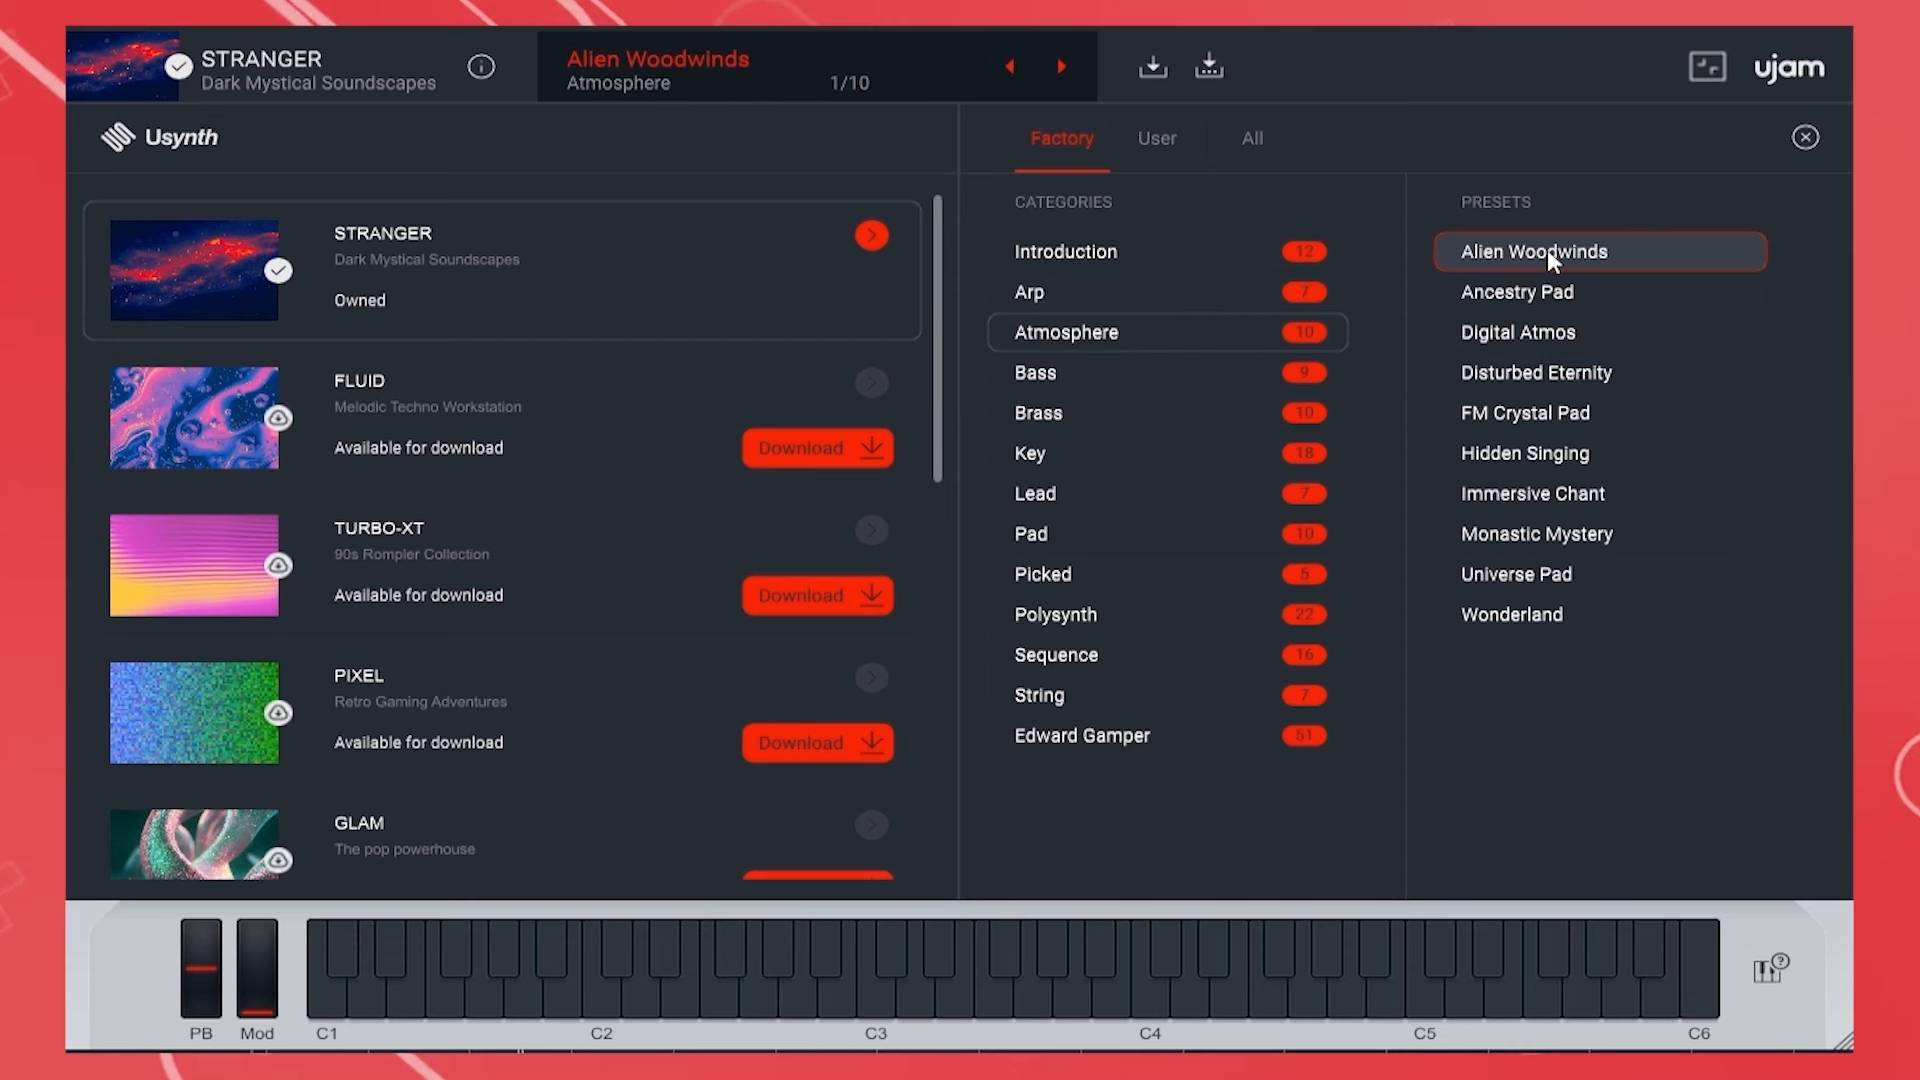 STRANGER
Dark Mystical Soundscapes
Alien Woodwinds
Atmosphere
1/10
ujam
Usynth
Factory
User
All
STRANGER
Dark Mystical Soundscapes
Owned
FLUID
Melodic Techno Workstation
Available for download
Download
TURBO-XT
90s Rompler Collection
Available for download
Download
PIXEL
Retro Gaming Adventures
Available for download
Download
GLAM
The pop powerhouse
CATEGORIES
Introduction 12
Arp 7
Atmosphere 10
Bass 9
Brass 10
Key 18
Lead 7
Pad 10
Picked 5
Polysynth 22
Sequence 16
String 7
Edward Gamper 51
PRESETS
Alien Woodwinds
Ancestry Pad
Digital Atmos
Disturbed Eternity
FM Crystal Pad
Hidden Singing
Immersive Chant
Monastic Mystery
Universe Pad
Wonderland
PB
Mod
C1
C2
C3
C4
C5
C6